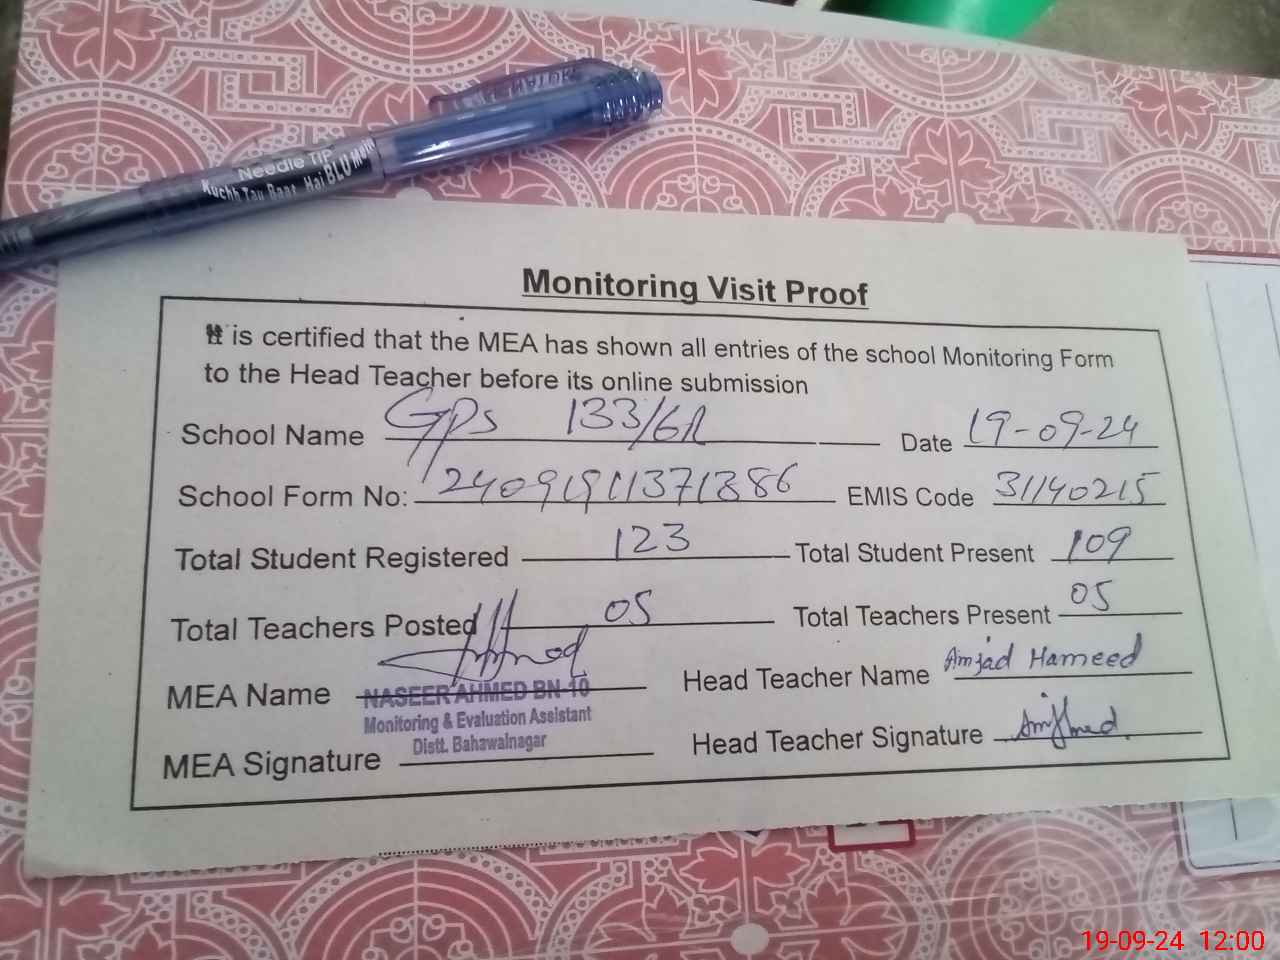 Needle Tip
Kuchh Tau Baat Hai BLU mein
Monitoring Visit Proof
It is certified that the MEA has shown all entries of the school Monitoring Form
to the Head Teacher before its online submission
School Name GPS 133/6R Date 19-09-24
School Form No: 24091911371386 EMIS Code 31140215
Total Student Registered 123 Total Student Present 109
Total Teachers Posted 05 Total Teachers Present 05
MEA Name NASEER AHMED BN-10 Head Teacher Name Amjad Hameed
Monitoring & Evaluation Assistant
Distt. Bahawalnagar
MEA Signature Head Teacher Signature
19-09-24 12:00